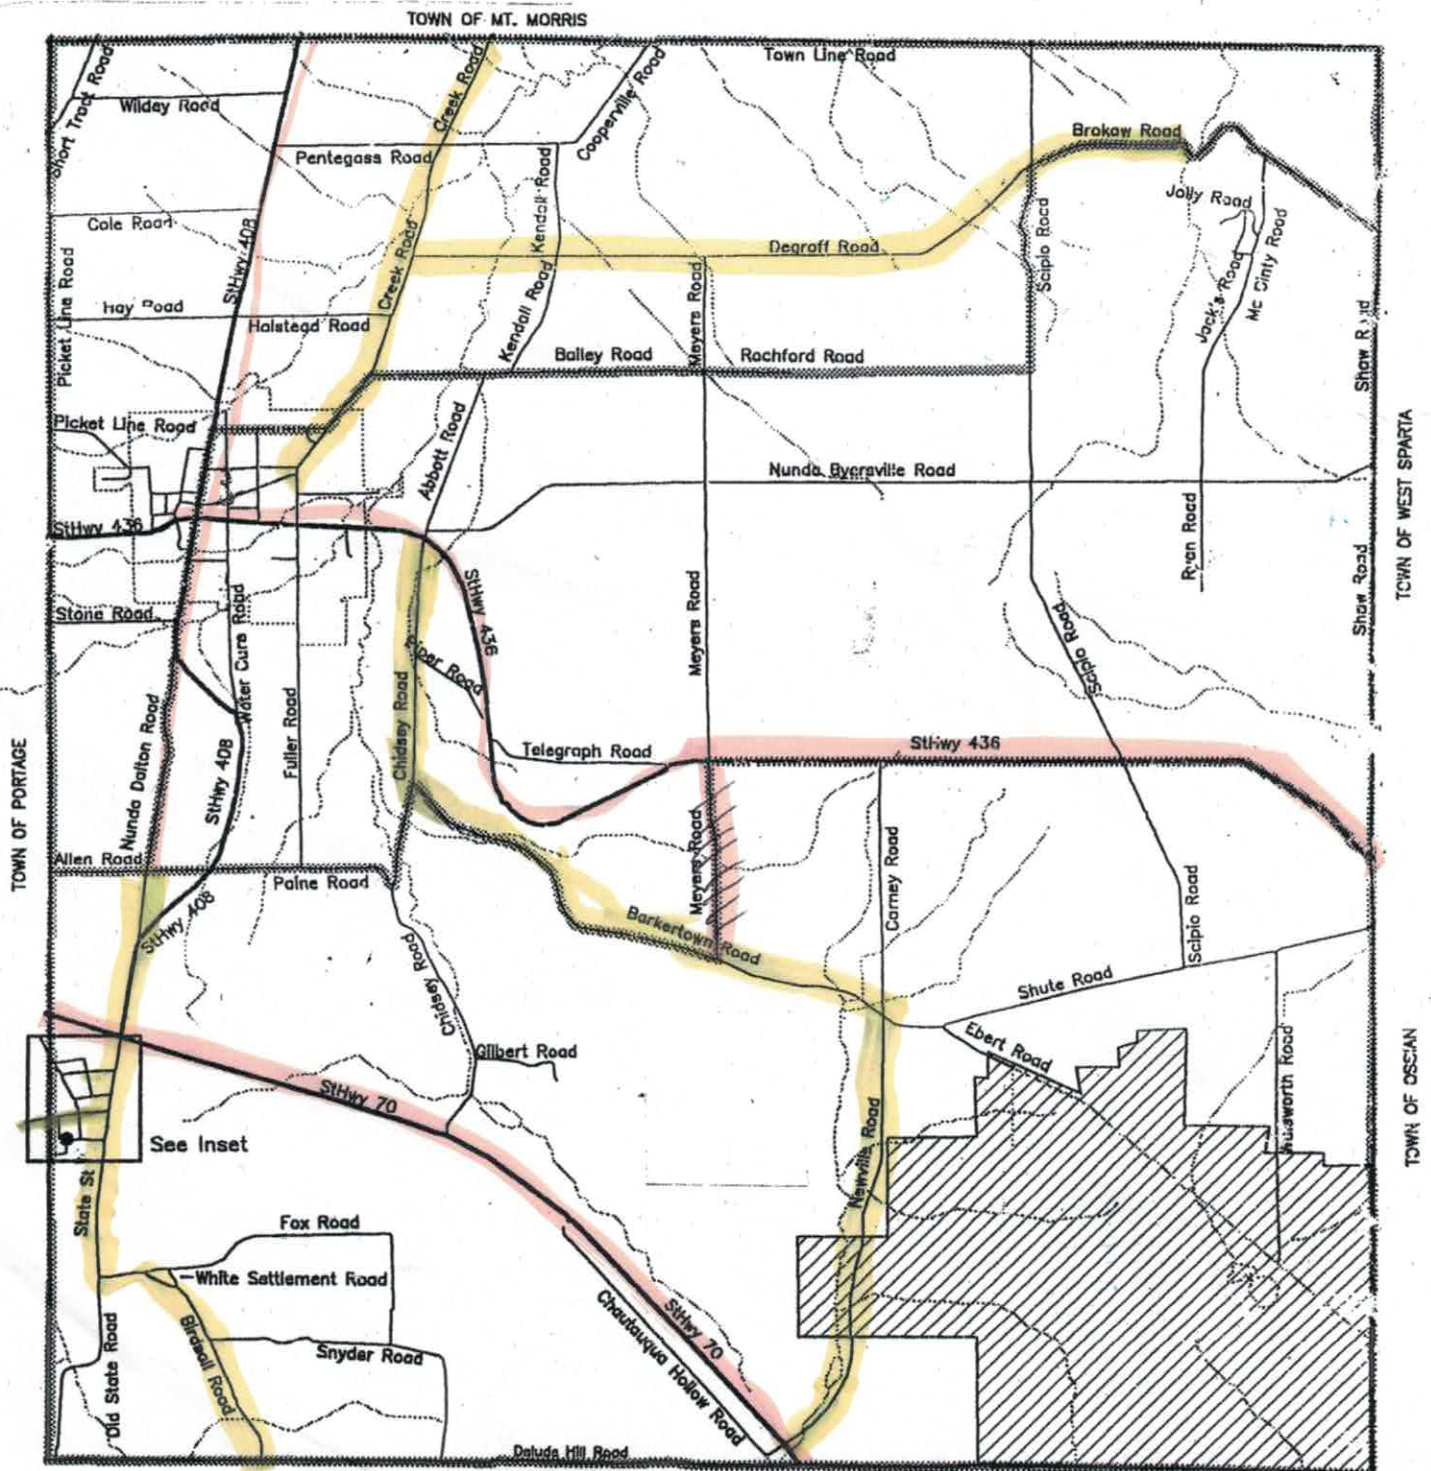 TOWN OF MT. MORRIS
Town Line Road
Short Tract Road
Wilday Road
Creek Road
Cooperville Road
Pentegass Road
Brokaw Road
Kendall Road
Jolly Road
Cole Road
StHwy 408
Scipio Road
Creek Road
Degroff Road
Mc Cinty Road
Jack's Road
Picket Line Road
Kendall Road
Meyers Road
Hay Road
Halstead Road
Bailey Road
Rochford Road
Shaw Road
Picket Line Road
Abbott Road
Nunda Byersville Road
TOWN OF WEST SPARTA
StHwy 436
Ryan Road
StHwy 436
Stone Road
Water Cure Road
Meyers Road
Shaw Road
Piper Road
Scipio Road
Fuller Road
Chidsey Road
Nunda Dalton Road
StHwy 408
Telegraph Road
StHwy 436
TOWN OF PORTAGE
Allen Road
Paine Road
Meyers Road
Carney Road
StHwy 408
Barkertown Road
Scipio Road
Chidsey Road
Shute Road
Ebert Road
Gilbert Road
TOWN OF OSSIAN
StHwy 70
See Inset
Newville Road
State St
Fox Road
White Sattlement Road
Birdsall Road
Snyder Road
Old State Road
StHwy 70
Chautauqua Hollow Road
Hill Road